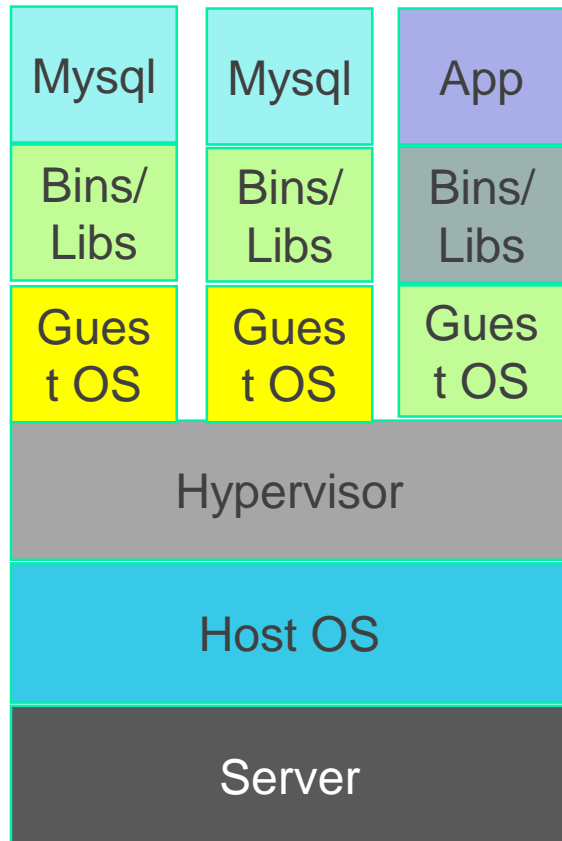 Mysql
Mysql
App
Bins/
Libs
Bins/
Libs
Bins/
Libs
Gues
t OS
Gues
t OS
Gues
t OS
Hypervisor
Host OS
Server